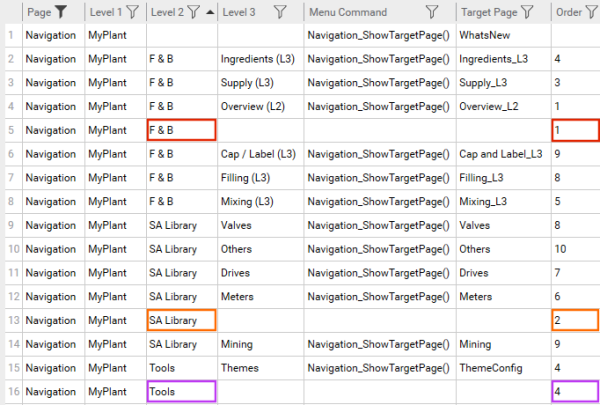 Page Level 1 Level 2 Level 3 Menu Command Target Page Order
1 Navigation MyPlant Navigation_ShowTargetPage() WhatsNew
2 Navigation MyPlant F & B Ingredients (L3) Navigation_ShowTargetPage() Ingredients_L3 4
3 Navigation MyPlant F & B Supply (L3) Navigation_ShowTargetPage() Supply_L3 3
4 Navigation MyPlant F & B Overview (L2) Navigation_ShowTargetPage() Overview_L2 1
5 Navigation MyPlant F & B 1
6 Navigation MyPlant F & B Cap / Label (L3) Navigation_ShowTargetPage() Cap and Label_L3 9
7 Navigation MyPlant F & B Filling (L3) Navigation_ShowTargetPage() Filling_L3 8
8 Navigation MyPlant F & B Mixing (L3) Navigation_ShowTargetPage() Mixing_L3 5
9 Navigation MyPlant SA Library Valves Navigation_ShowTargetPage() Valves 8
10 Navigation MyPlant SA Library Others Navigation_ShowTargetPage() Others 10
11 Navigation MyPlant SA Library Drives Navigation_ShowTargetPage() Drives 7
12 Navigation MyPlant SA Library Meters Navigation_ShowTargetPage() Meters 6
13 Navigation MyPlant SA Library 2
14 Navigation MyPlant SA Library Mining Navigation_ShowTargetPage() Mining 9
15 Navigation MyPlant Tools Themes Navigation_ShowTargetPage() ThemeConfig 4
16 Navigation MyPlant Tools 4